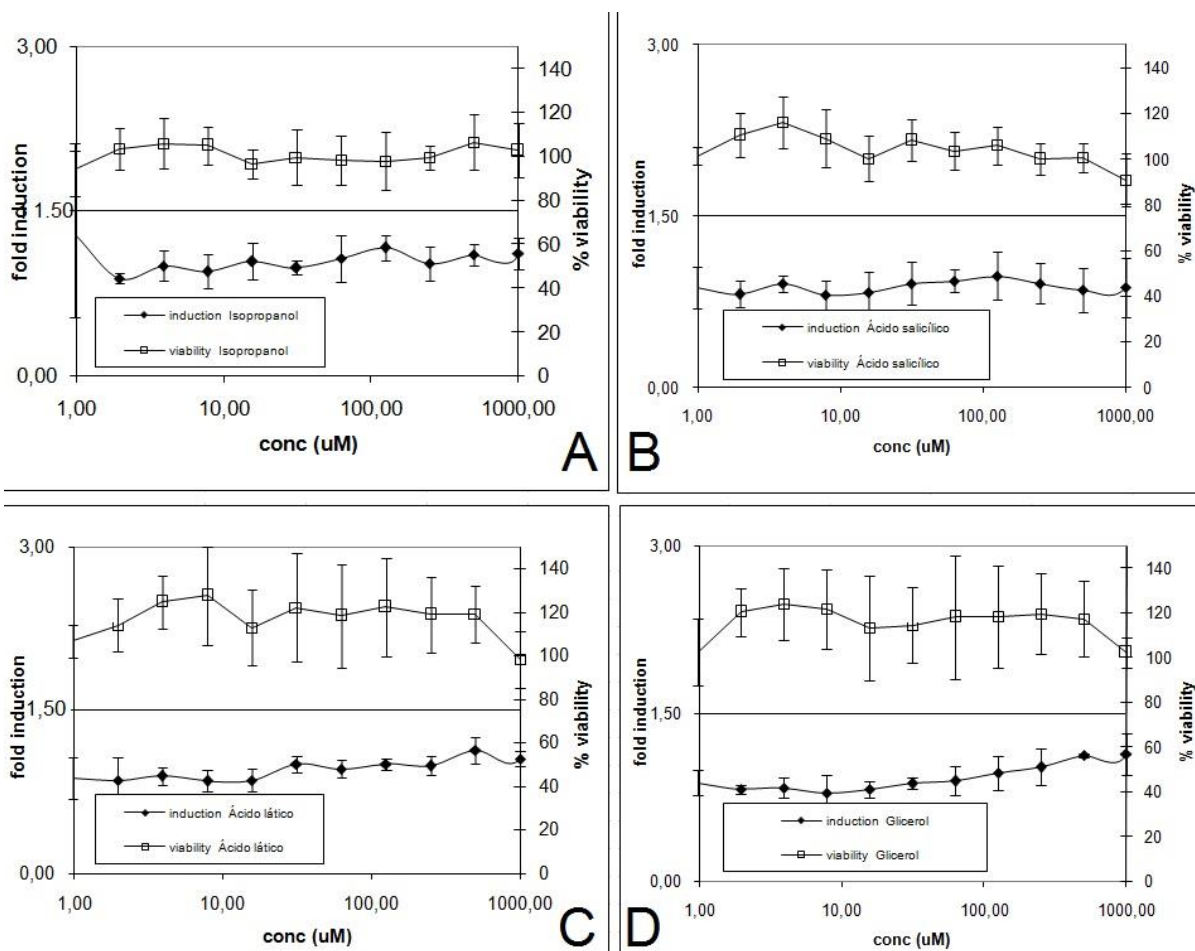 3,00
1.50
0,00
fold induction
140
120
100
80
60
40
20
0
% viability
induction Isopropanol
viability Isopropanol
1,00 10,00 100,00 1000,00
conc (uM)
A
3,00
1,50
0,00
fold induction
140
120
100
80
60
40
20
0
% viability
induction Ácido salicílico
viability Ácido salicílico
1,00 10,00 100,00 1000,00
conc (uM)
B
3,00
1,50
0,00
fold induction
140
120
100
80
60
40
20
0
% viability
induction Ácido lático
viability Ácido lático
1,00 10,00 100,00 1000,00
conc (uM)
C
3,00
1,50
0,00
fold induction
140
120
100
80
60
40
20
0
% viability
induction Glicerol
viability Glicerol
1,00 10,00 100,00 1000,00
conc (uM)
D